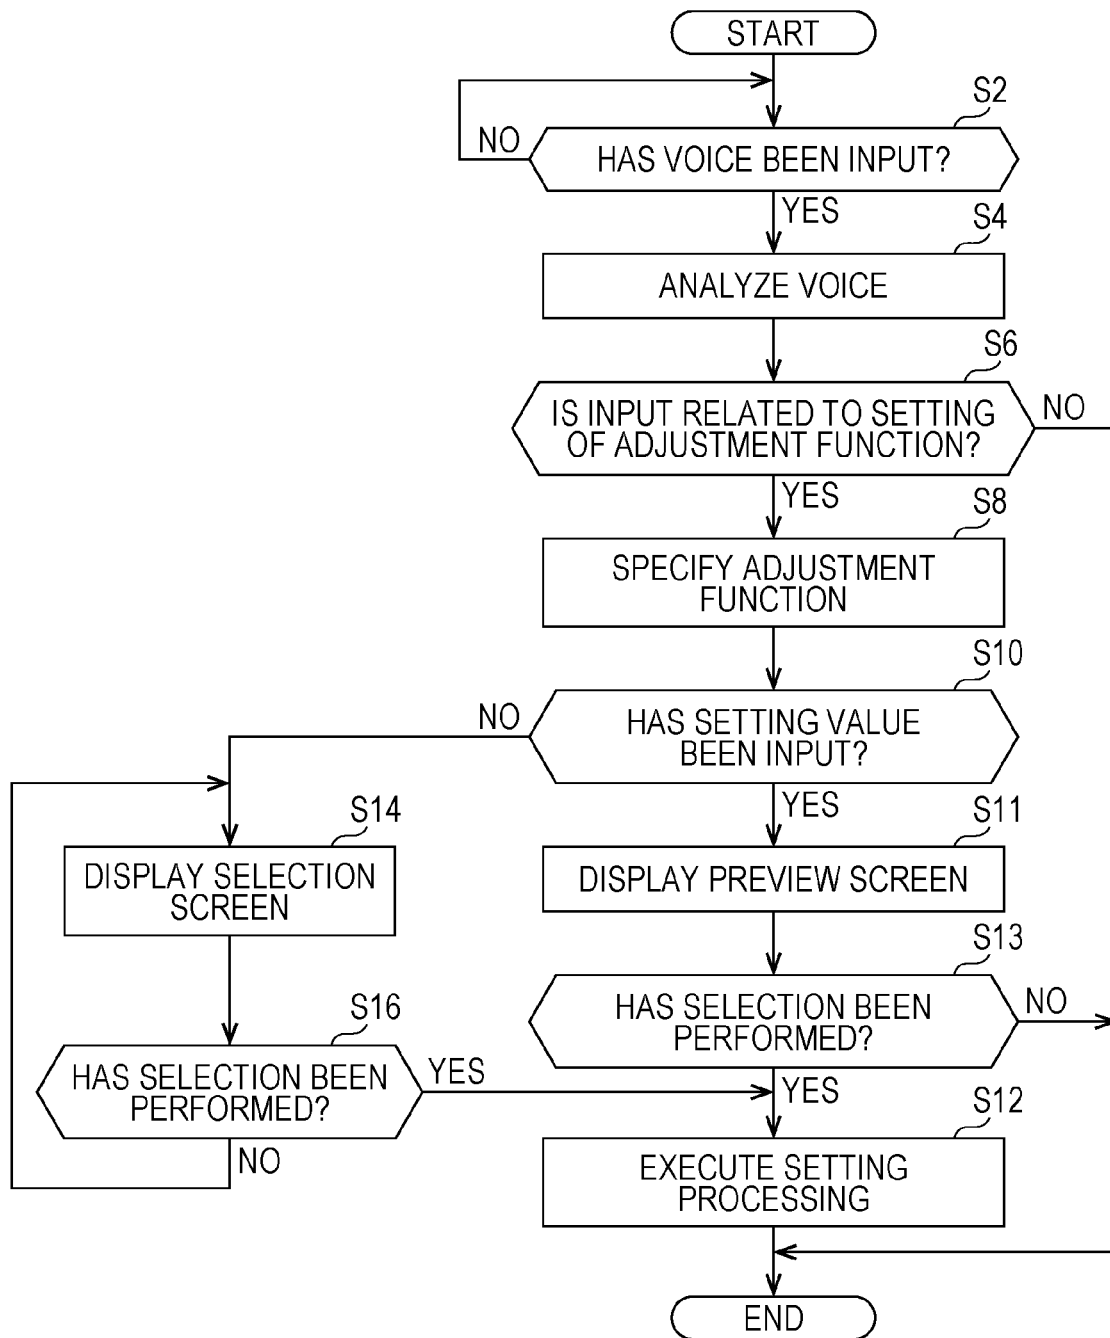 START
S2
NO
HAS VOICE BEEN INPUT?
YES
S4
ANALYZE VOICE
S6
IS INPUT RELATED TO SETTING
OF ADJUSTMENT FUNCTION?
NO
YES
S8
SPECIFY ADJUSTMENT
FUNCTION
S10
NO
HAS SETTING VALUE
BEEN INPUT?
YES
S14
DISPLAY SELECTION
SCREEN
S11
DISPLAY PREVIEW SCREEN
S13
HAS SELECTION BEEN
PERFORMED?
NO
S16
HAS SELECTION BEEN
PERFORMED?
YES
NO
YES
S12
EXECUTE SETTING
PROCESSING
END